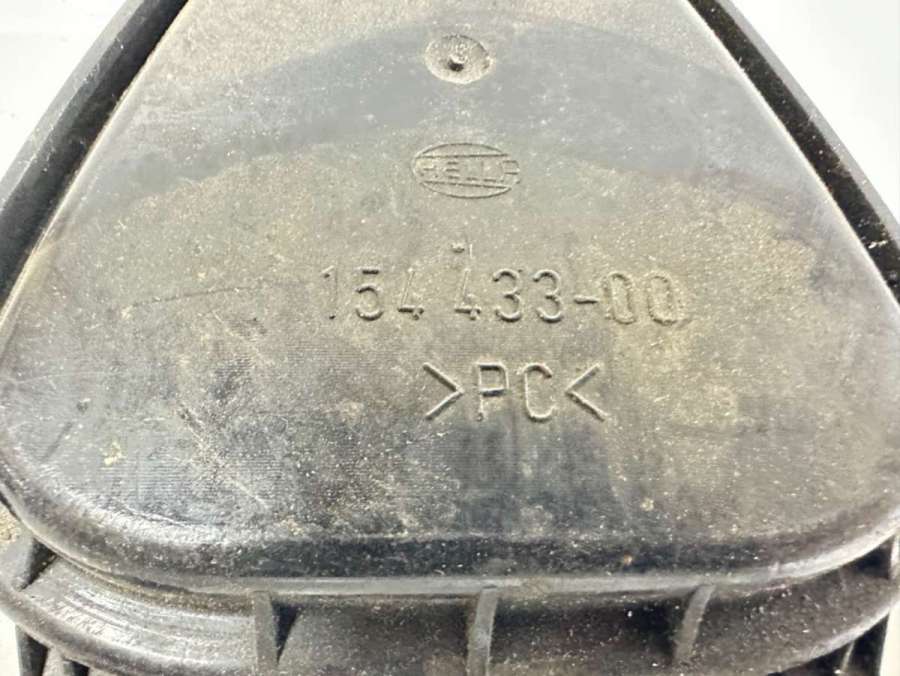 HELLA
154 433-00
>PC<